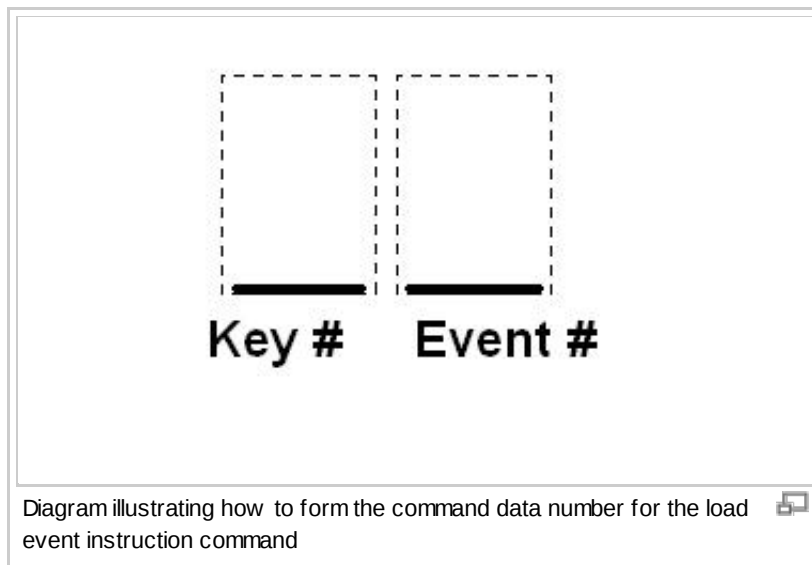 Key # Event #
Diagram illustrating how to form the command data number for the load
event instruction command